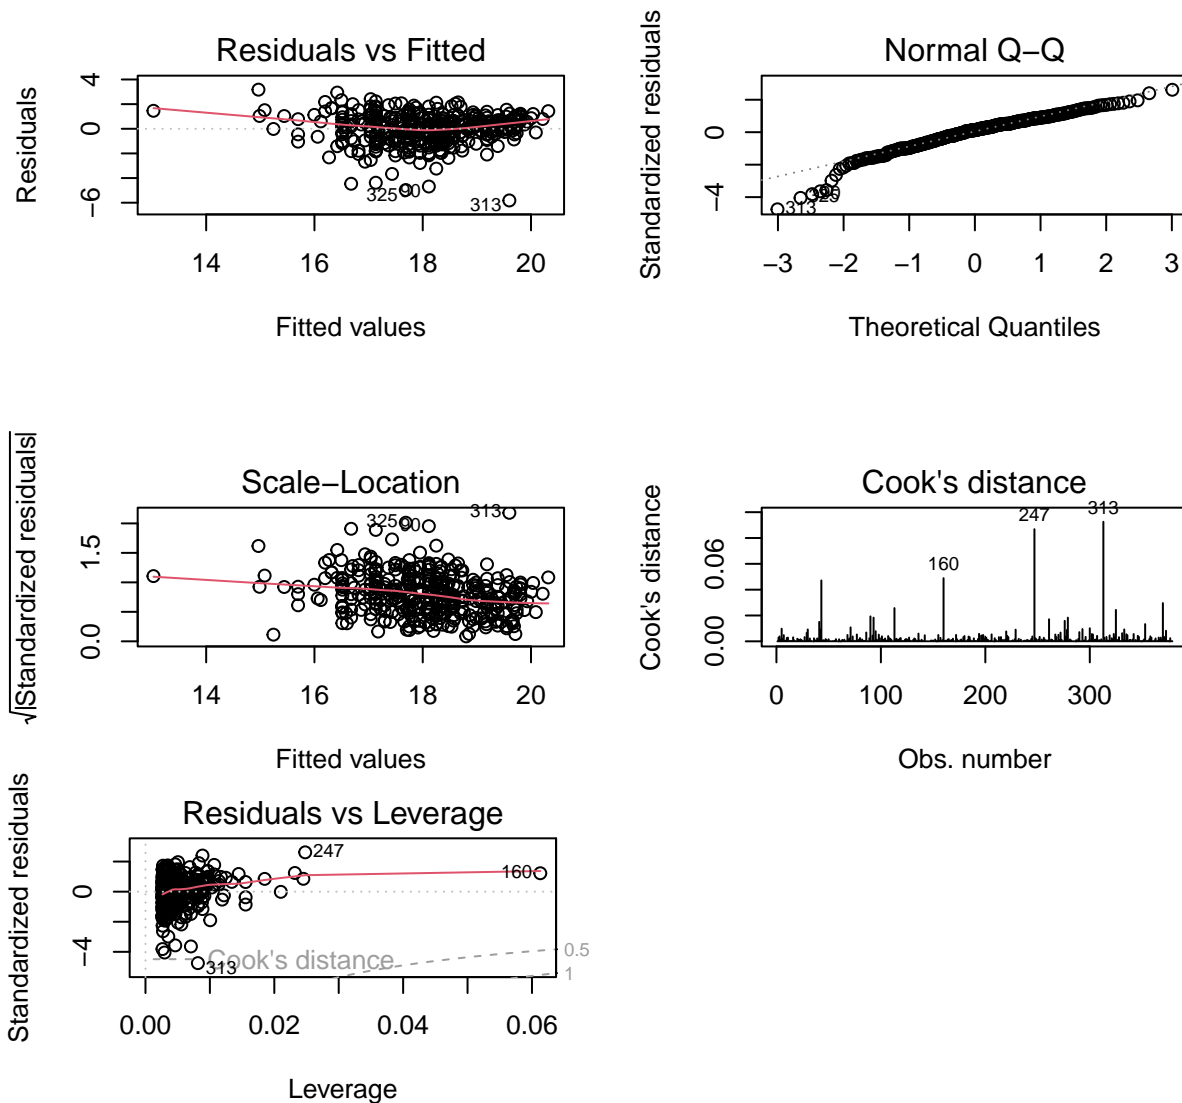 Residuals vs Fitted
Residuals
4
0
−6
325
90
313
14 16 18 20
Fitted values
Normal Q−Q
Standardized residuals
0
−4
313
−3 −2 −1 0 1 2 3
Theoretical Quantiles
Scale−Location
√|Standardized residuals|
1.5
0.0
325
90
313
14 16 18 20
Fitted values
Cook's distance
Cook's distance
0.06
0.00
160
247
313
0 100 200 300
Obs. number
Residuals vs Leverage
Standardized residuals
0
−4
247
160
313
Cook's distance
0.5
1
0.00 0.02 0.04 0.06
Leverage